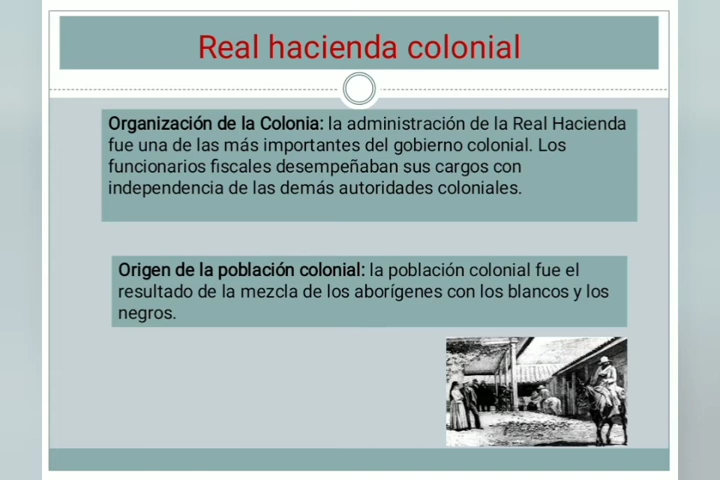 Real hacienda colonial
Organización de la Colonia: la administración de la Real Hacienda
fue una de las más importantes del gobierno colonial. Los
funcionarios fiscales desempeñaban sus cargos con
independencia de las demás autoridades coloniales.
Origen de la población colonial: la población colonial fue el
resultado de la mezcla de los aborígenes con los blancos y los
negros.